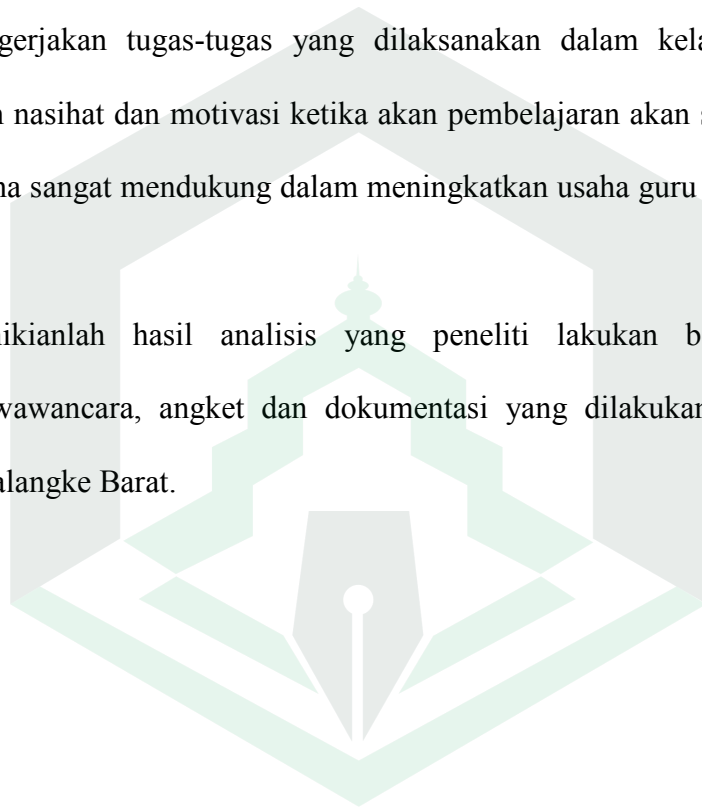 gerjakan tugas-tugas yang dilaksanakan dalam kela
n nasihat dan motivasi ketika akan pembelajaran akan s
na sangat mendukung dalam meningkatkan usaha guru
ikianlah hasil analisis yang peneliti lakukan b
wawancara, angket dan dokumentasi yang dilakukan
alangke Barat.